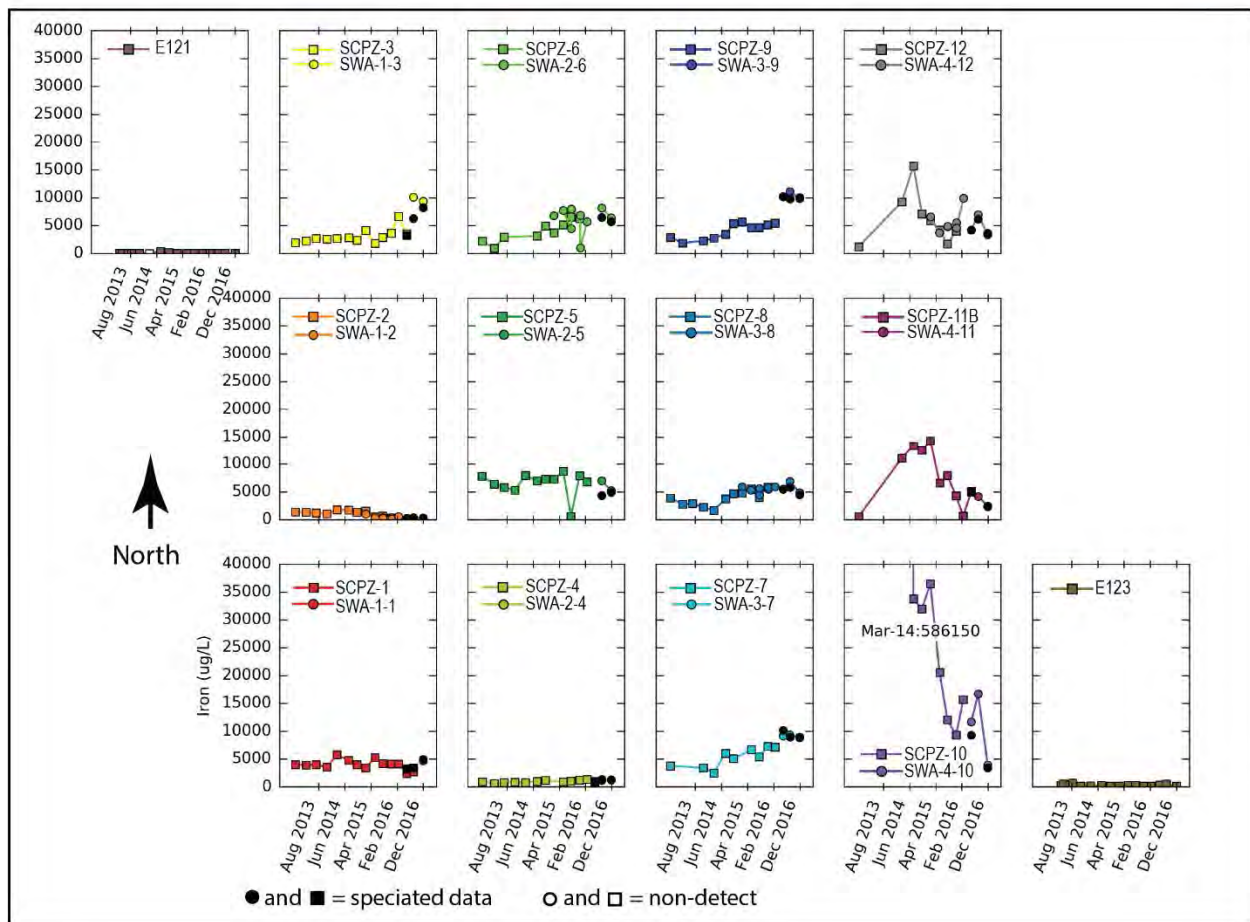 40000
35000
30000
25000
20000
15000
10000
5000
0
E121
SCPZ-3
SWA-1-3
SCPZ-6
SWA-2-6
SCPZ-9
SWA-3-9
SCPZ-12
SWA-4-12
Aug 2013
Jun 2014
Apr 2015
Feb 2016
Dec 2016
40000
35000
30000
25000
20000
15000
10000
5000
0
SCPZ-2
SWA-1-2
SCPZ-5
SWA-2-5
SCPZ-8
SWA-3-8
SCPZ-11B
SWA-4-11
North
Iron (ug/L)
40000
35000
30000
25000
20000
15000
10000
5000
0
SCPZ-1
SWA-1-1
SCPZ-4
SWA-2-4
SCPZ-7
SWA-3-7
Mar-14:586150
SCPZ-10
SWA-4-10
E123
Aug 2013
Jun 2014
Apr 2015
Feb 2016
Dec 2016
Aug 2013
Jun 2014
Apr 2015
Feb 2016
Dec 2016
Aug 2013
Jun 2014
Apr 2015
Feb 2016
Dec 2016
Aug 2013
Jun 2014
Apr 2015
Feb 2016
Dec 2016
Aug 2013
Jun 2014
Apr 2015
Feb 2016
Dec 2016
and = speciated data and = non-detect